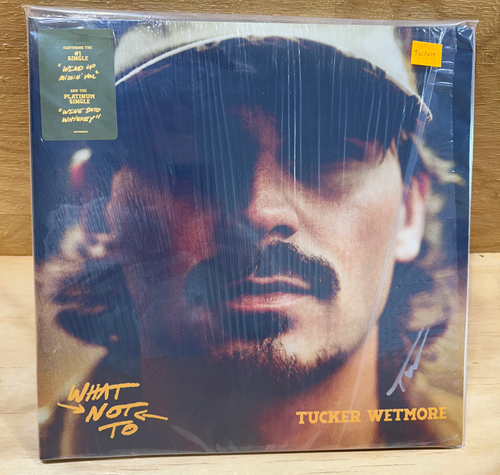 FEATURING THE
#1
SINGLE
"WIND UP
MISSIN' YOU"
AND THE
PLATINUM
SINGLE
"WINE INTO
WHISKEY"
WHAT
NOT
TO
TUCKER WETMORE